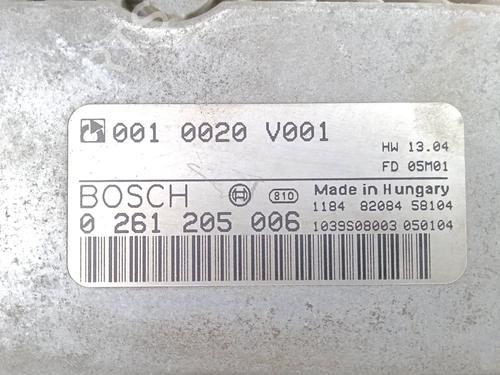 001 0020 V001
HW 13.04
FD 05M01
BOSCH 810 Made in Hungary
1184 82084 58104
0 261 205 006 1039S08003 050104